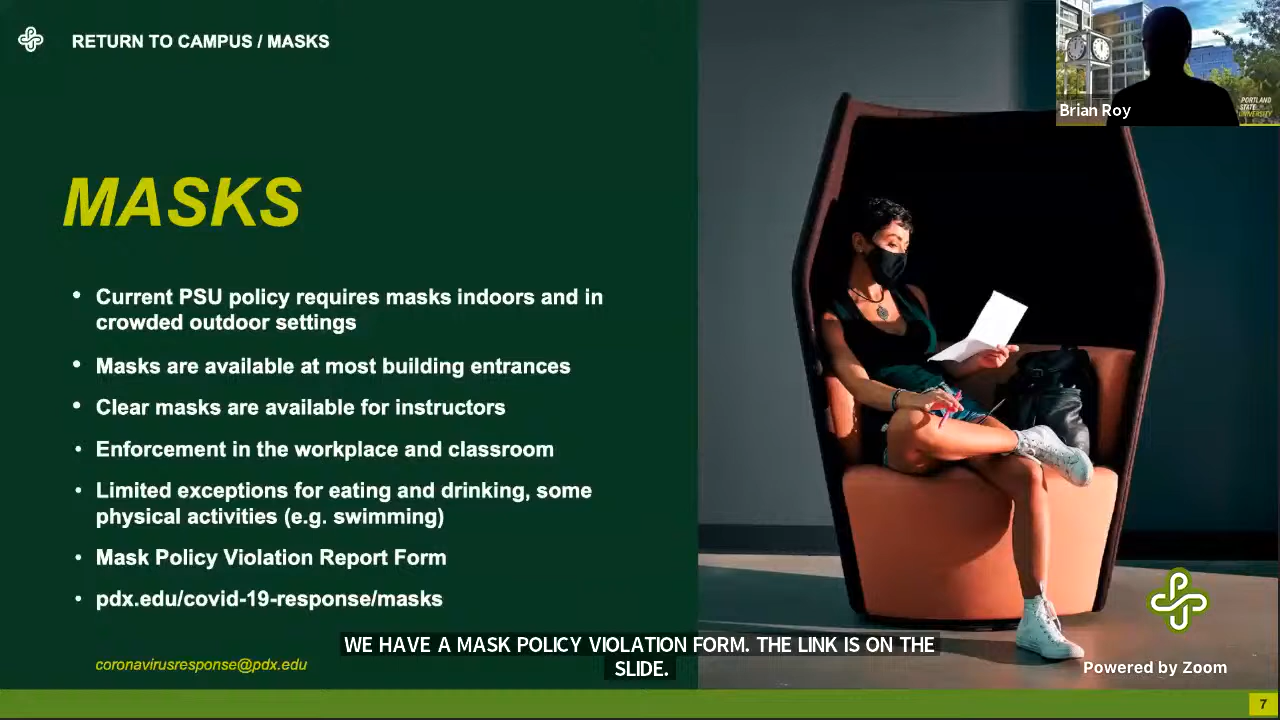 RETURN TO CAMPUS / MASKS
Brian Roy
PORTLAND
STATE
UNIVERSITY
MASKS
• Current PSU policy requires masks indoors and in
crowded outdoor settings
• Masks are available at most building entrances
• Clear masks are available for instructors
• Enforcement in the workplace and classroom
• Limited exceptions for eating and drinking, some
physical activities (e.g. swimming)
• Mask Policy Violation Report Form
• pdx.edu/covid-19-response/masks
WE HAVE A MASK POLICY VIOLATION FORM. THE LINK IS ON THE
SLIDE.
coronavirusresponse@pdx.edu
Powered by Zoom
7